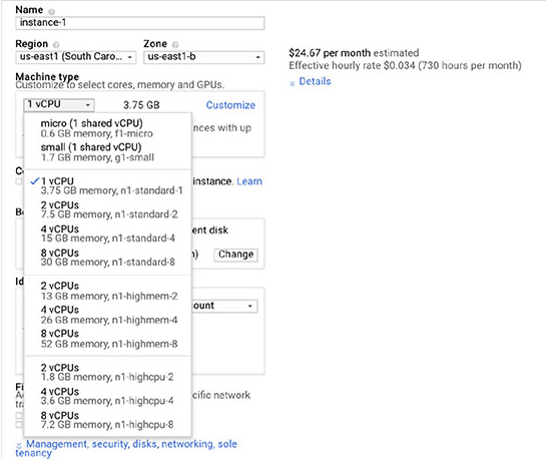 Name
instance-1
Region Zone
us-east1 (South Caro... us-east1-b
$24.67 per month estimated
Effective hourly rate $0.034 (730 hours per month)
Details
Machine type
Customize to select cores, memory and GPUs.
1 vCPU 3.75 GB Customize
micro (1 shared vCPU)
0.6 GB memory, f1-micro
nces with up
small (1 shared vCPU)
1.7 GB memory, g1-small
1 vCPU
3.75 GB memory, n1-standard-1
instance. Learn
2 vCPUs
7.5 GB memory, n1-standard-2
4 vCPUs
15 GB memory, n1-standard-4
ent disk
8 vCPUs
30 GB memory, n1-standard-8
Change
2 vCPUs
13 GB memory, n1-highmem-2
4 vCPUs
26 GB memory, n1-highmem-4
ount
8 vCPUs
52 GB memory, n1-highmem-8
2 vCPUs
1.8 GB memory, n1-highcpu-2
4 vCPUs
3.6 GB memory, n1-highcpu-4
cific network
8 vCPUs
7.2 GB memory, n1-highcpu-8
Management, security, disks, networking, sole
tenancy